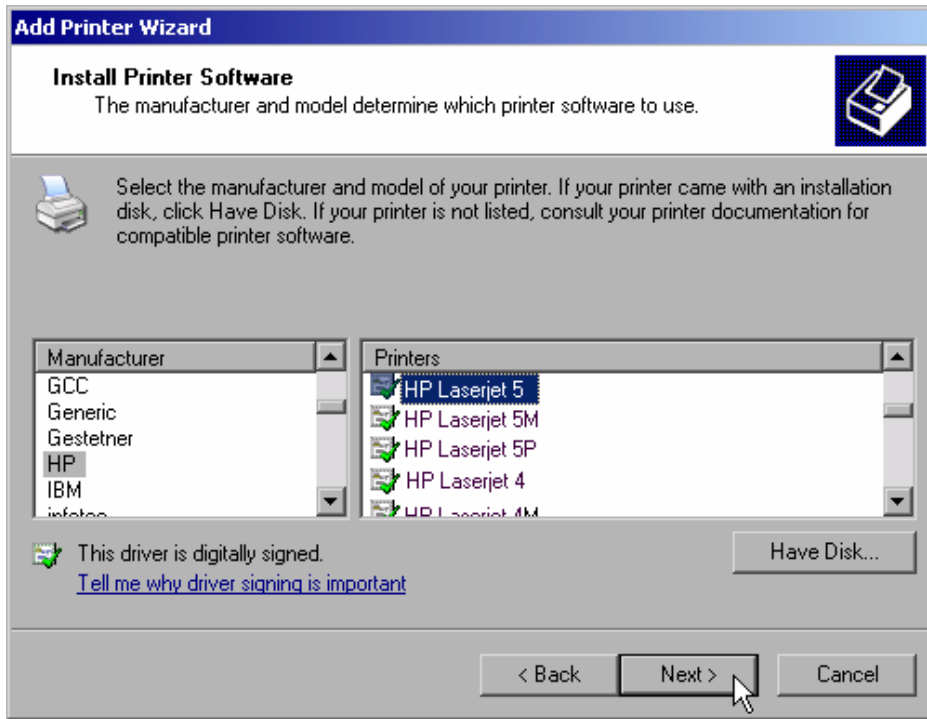 Add Printer Wizard
Install Printer Software
The manufacturer and model determine which printer software to use.
Select the manufacturer and model of your printer. If your printer came with an installation
disk, click Have Disk. If your printer is not listed, consult your printer documentation for
compatible printer software.
Manufacturer
GCC
Generic
Gestetner
HP
IBM
infotec
Printers
HP Laserjet 5
HP Laserjet 5M
HP Laserjet 5P
HP Laserjet 4
HP Laserjet 4M
This driver is digitally signed.
Tell me why driver signing is important
Have Disk...
< Back
Next >
Cancel